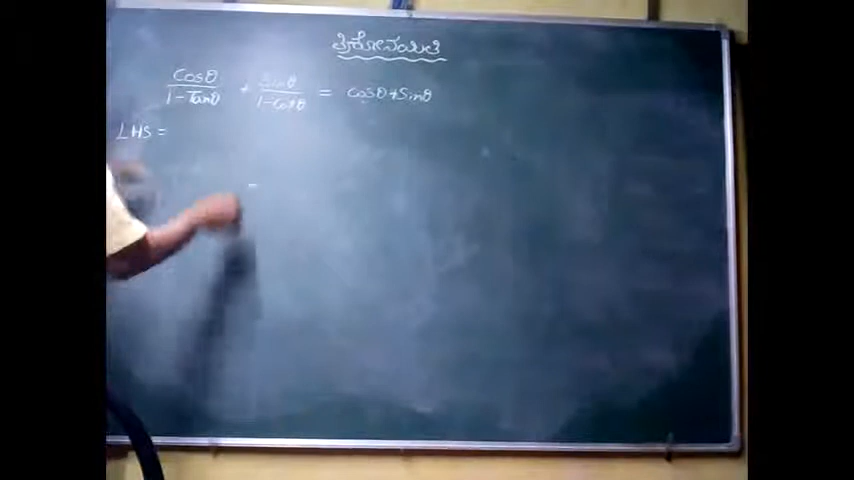 ತ್ರಿಕೋನಮಿತಿ
Cosθ/1-Tanθ + Sinθ/1-Cotθ = Cosθ+Sinθ
LHS =